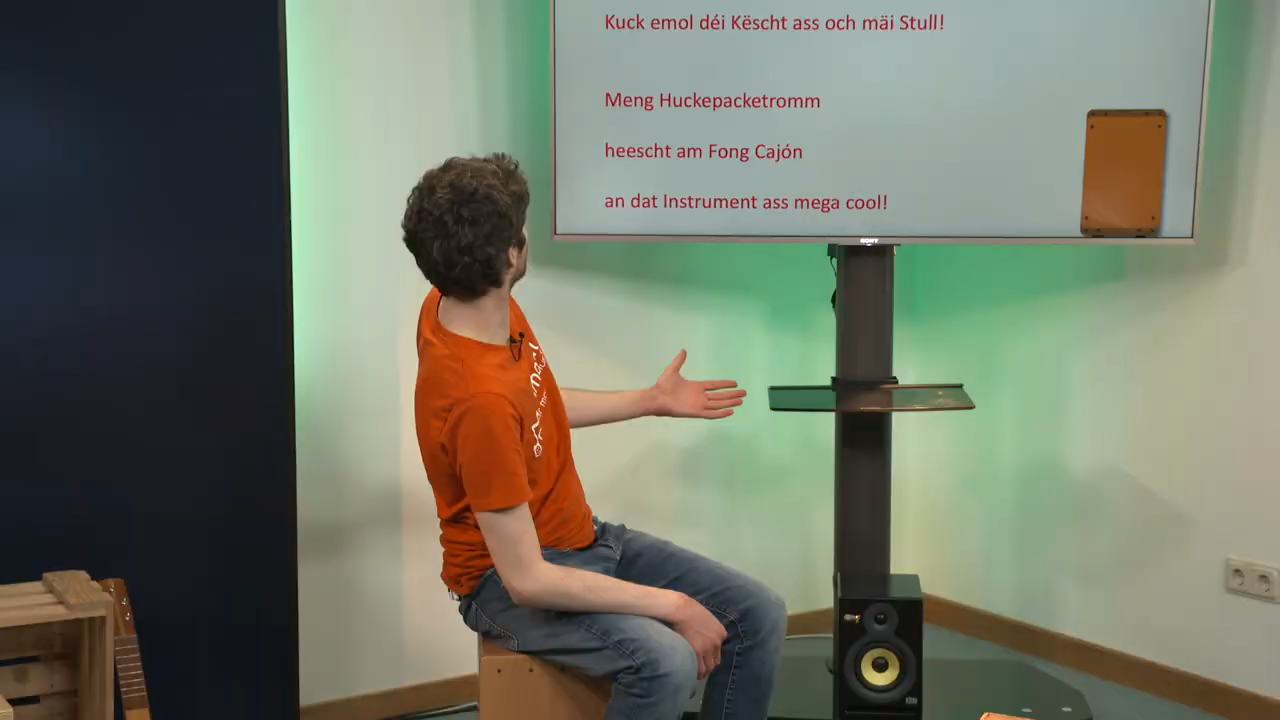 Kuck emol déi Këscht ass och mäi Stull!
Meng Huckepacketromm
heescht am Fong Cajón
an dat Instrument ass mega cool!
SONY